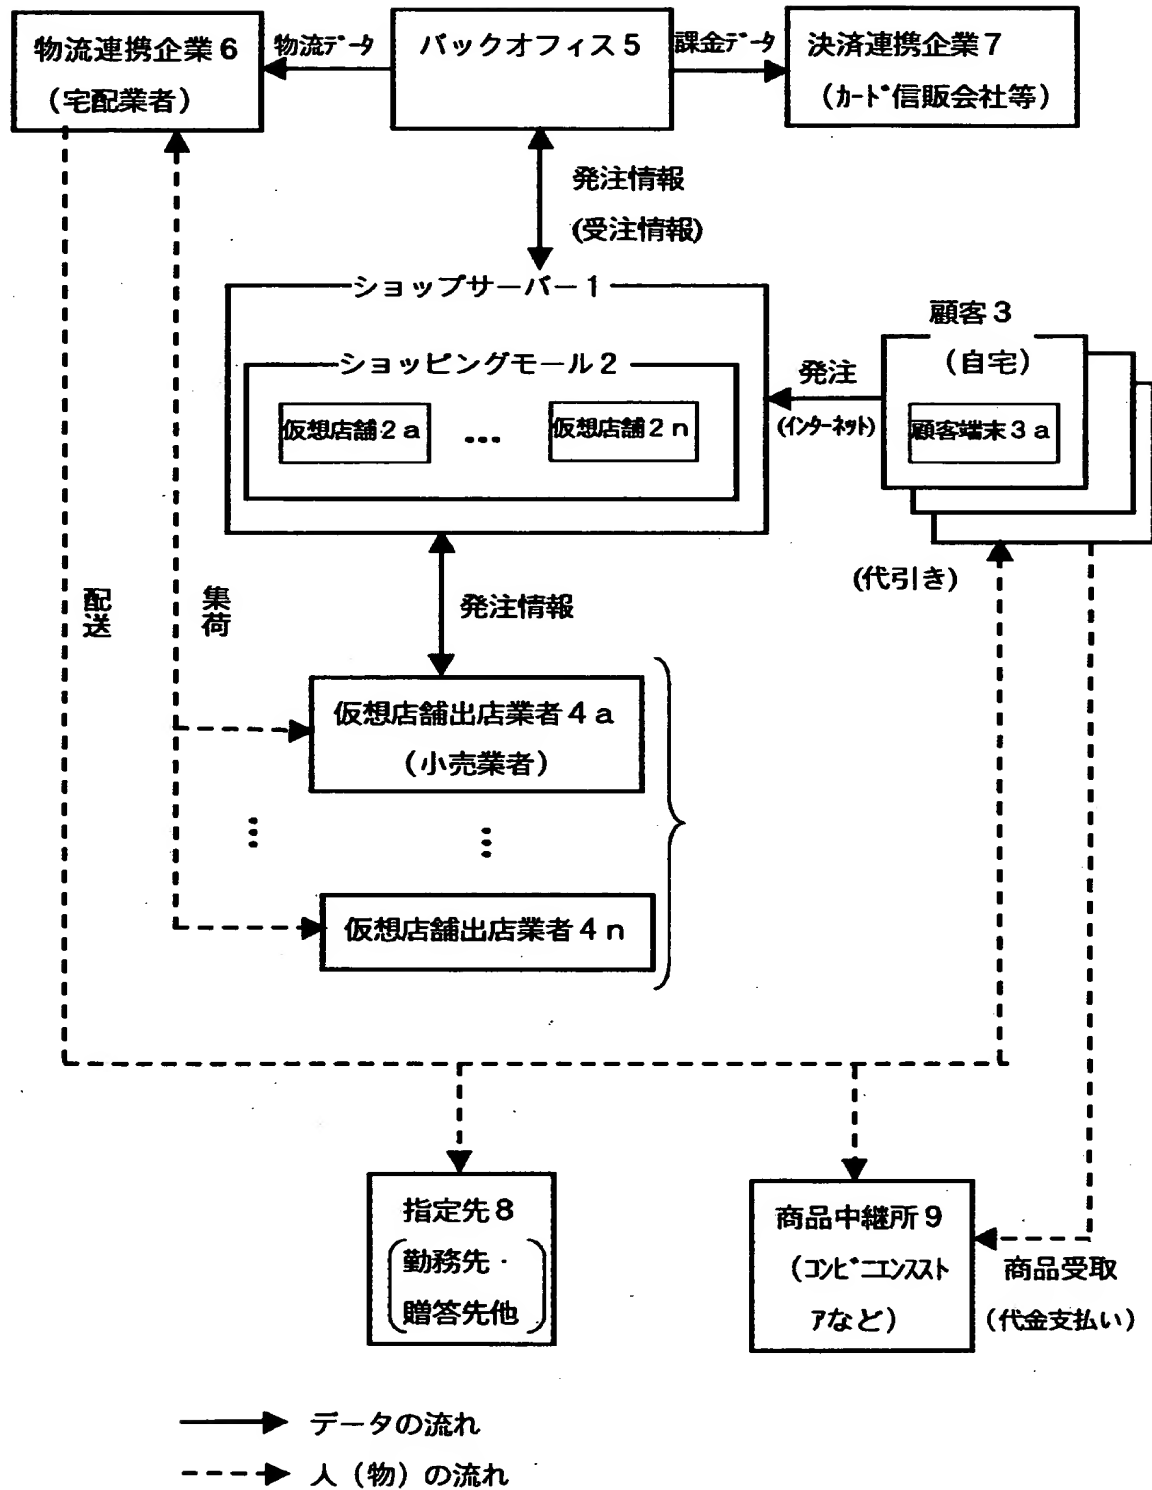 物流連携企業６
（宅配業者）
物流ﾃﾞｰﾀ
バックオフィス５
課金ﾃﾞｰﾀ
決済連携企業７
（ｶｰﾄﾞ信販会社等）
発注情報
(受注情報)
ショップサーバー１
ショッピングモール２
仮想店舗２ａ
…
仮想店舗２ｎ
発注
(ｲﾝﾀｰﾈｯﾄ)
顧客３
（自宅）
顧客端末３ａ
(代引き)
配送
集荷
発注情報
仮想店舗出店業者４ａ
（小売業者）
⋮
⋮
仮想店舗出店業者４ｎ
指定先８
勤務先・
贈答先他
商品中継所９
（ｺﾝﾋﾞﾆｴﾝｽｽﾄ
ｱなど）
商品受取
（代金支払い）
データの流れ
人（物）の流れ